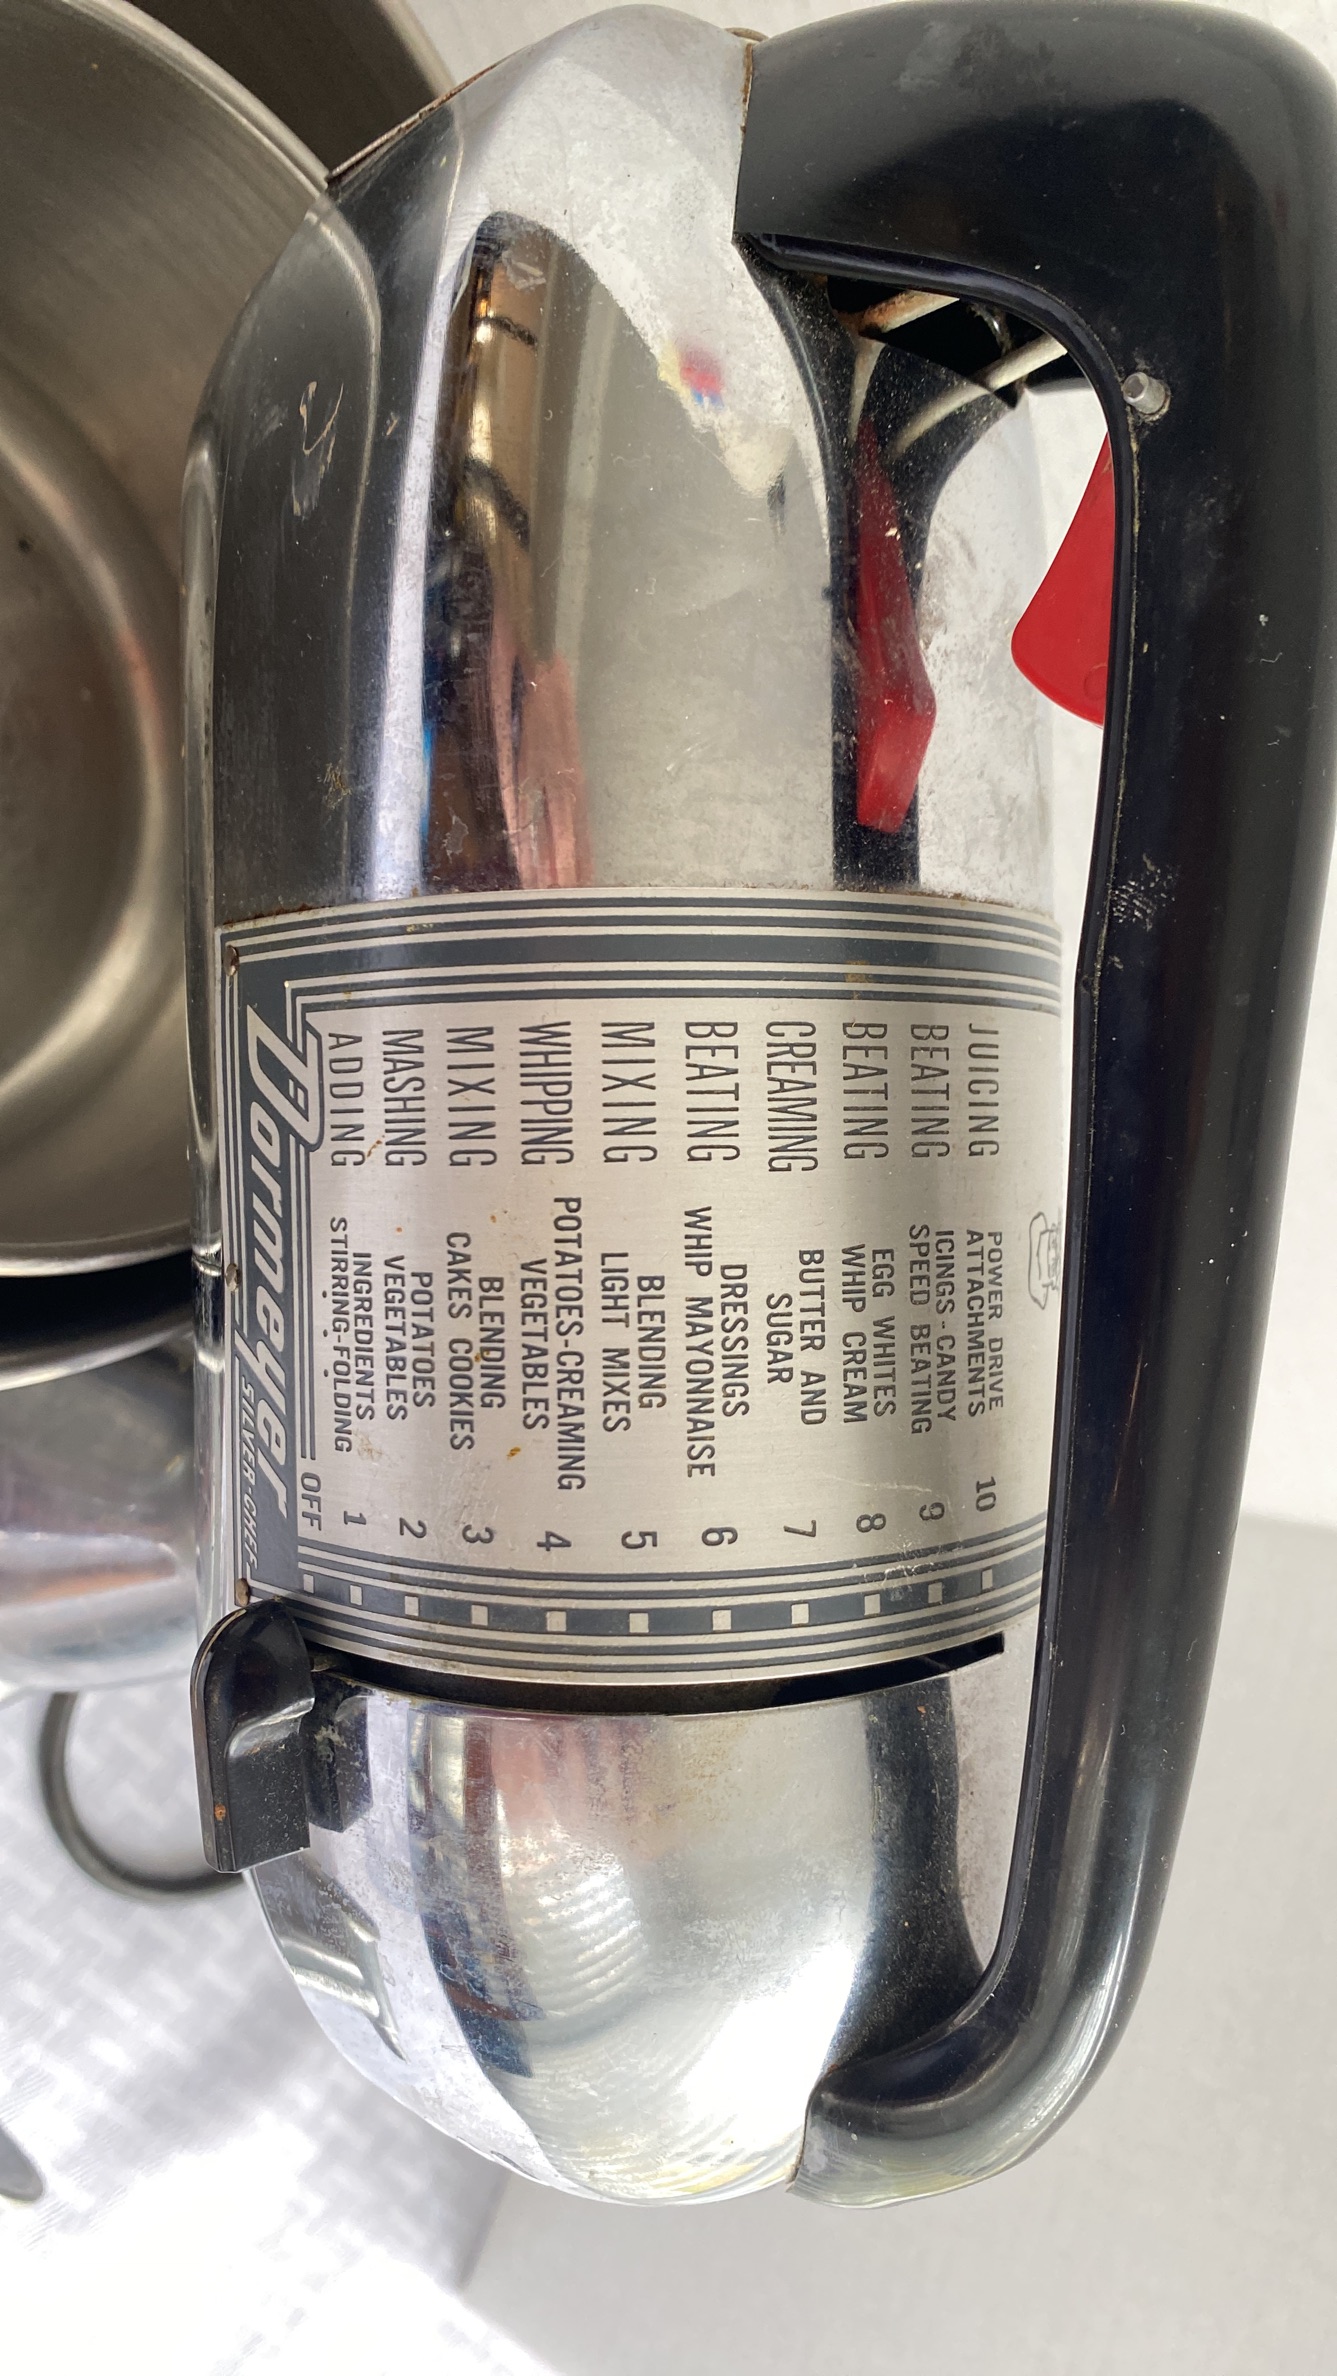 JUICING POWER DRIVE
ATTACHMENTS 10
BEATING ICINGS--CANDY
SPEED BEATING 9
BEATING EGG WHITES
WHIP CREAM 8
CREAMING BUTTER AND
SUGAR 7
BEATING DRESSINGS
WHIP MAYONNAISE 6
MIXING BLENDING
LIGHT MIXES 5
WHIPPING POTATOES-CREAMING
VEGETABLES 4
MIXING BLENDING
CAKES COOKIES 3
MASHING POTATOES
VEGETABLES 2
ADDING INGREDIENTS
STIRRING-FOLDING 1
OFF
Dormeyer
SILVER-CHEF